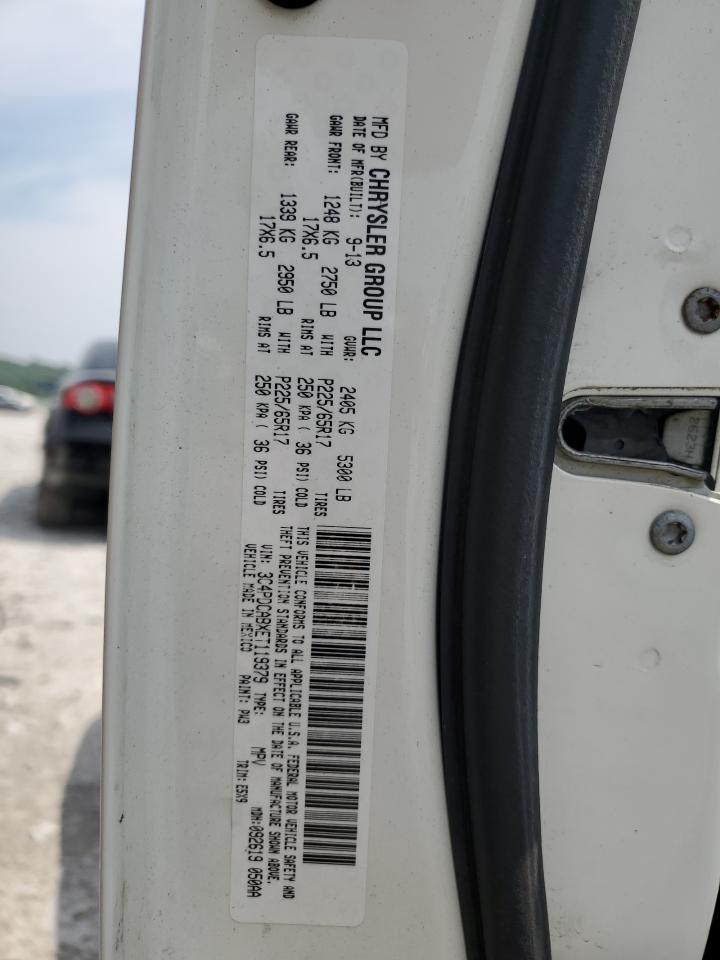 MFD BY CHRYSLER GROUP LLC
DATE OF MFR(BUILT): 9-13 GVWR: 2405 KG 5300 LB
GAWR FRONT: 1248 KG 2750 LB WITH P225/65R17 TIRES
17X6.5 RIMS AT 250 KPA ( 36 PSI) COLD
GAWR REAR: 1339 KG 2950 LB WITH P225/65R17 TIRES
17X6.5 RIMS AT 250 KPA ( 36 PSI) COLD
THIS VEHICLE CONFORMS TO ALL APPLICABLE U.S.A. FEDERAL MOTOR VEHICLE SAFETY AND
THEFT PREVENTION STANDARDS IN EFFECT ON THE DATE OF MANUFACTURE SHOWN ABOVE.
VIN: 3C4PDCABXET119379 TYPE: MPV MDH:092619 050AA
VEHICLE MADE IN MEXICO PAINT: PW3 TRIM: E5X9